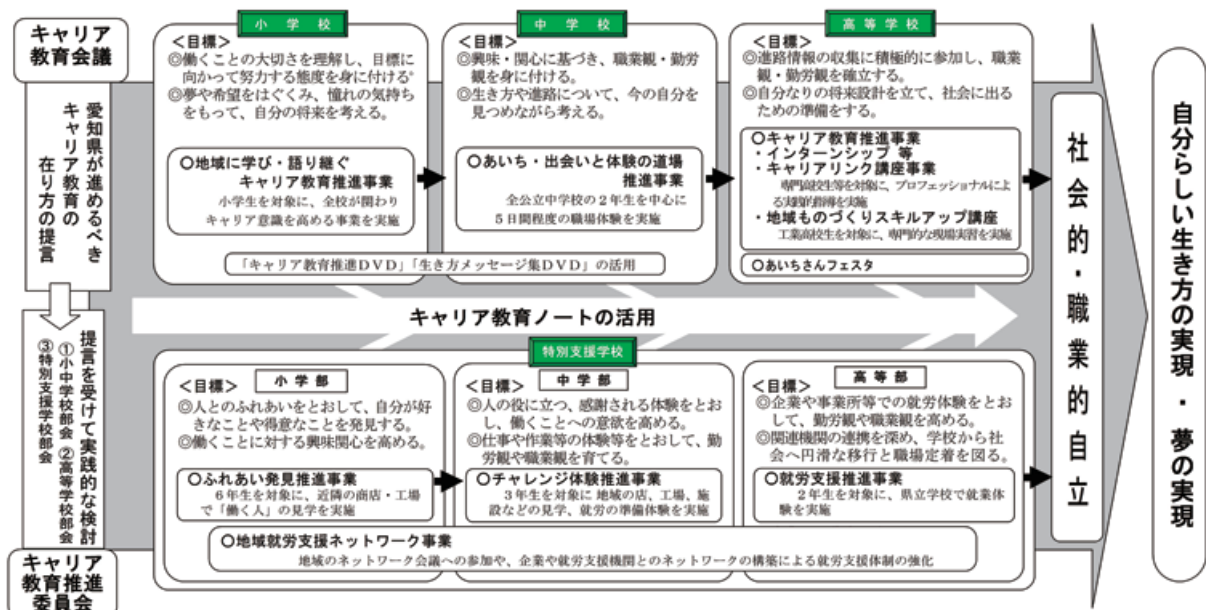 キャリア
教育会議
愛知県が進めるべき
キャリア教育の
在り方の提言
提言を受けて実践的な検討
①小中学校部会 ②高等学校部会
③特別支援学校部会
キャリア
教育推進
委員会
小学校
＜目標＞
◎働くことの大切さを理解し、目標に
向かって努力する態度を身に付ける。
◎夢や希望をはぐくみ、憧れの気持ち
をもって、自分の将来を考える。
○地域に学び・語り継ぐ
キャリア教育推進事業
小学生を対象に、全校が関わり
キャリア意識を高める事業を実施
中学校
＜目標＞
◎興味・関心に基づき、職業観・勤労
観を身に付ける。
◎生き方や進路について、今の自分を
見つめながら考える。
○あいち・出会いと体験の道場
推進事業
全公立中学校の２年生を中心に
５日間程度の職場体験を実施
「キャリア教育推進ＤＶＤ」「生き方メッセージ集ＤＶＤ」の活用
高等学校
＜目標＞
◎進路情報の収集に積極的に参加し、職業
観・勤労観を確立する。
◎自分なりの将来設計を立て、社会に出る
ための準備をする。
○キャリア教育推進事業
・インターンシップ 等
・キャリアリンク講座事業
専門高校生等を対象に、プロフェッショナルによ
る実践的指導を実施
・地域ものづくりスキルアップ講座
工業高校生を対象に、専門的な現場実習を実施
○あいちさんフェスタ
キャリア教育ノートの活用
特別支援学校
小学部
＜目標＞
◎人とのふれあいをとおして、自分が好
きなことや得意なことを発見する。
◎働くことに対する興味関心を高める。
○ふれあい発見推進事業
６年生を対象に、近隣の商店・工場
で「働く人」の見学を実施
中学部
＜目標＞
◎人の役に立つ、感謝される体験をとお
し、働くことへの意欲を高める。
◎仕事や作業等の体験等をとおして、勤
労観や職業観を育てる。
○チャレンジ体験推進事業
３年生を対象に 地域の店、工場、施
設などの見学、就労の準備体験を実施
高等部
＜目標＞
◎企業や事業所等での就労体験をとお
して、勤労観や職業観を高める。
◎関連機関の連携を深め、学校から社
会へ円滑な移行と職場定着を図る。
○就労支援推進事業
２年生を対象に、県立学校で就業体
験を実施
○地域就労支援ネットワーク事業
地域のネットワーク会議への参加や、企業や就労支援機関とのネットワークの構築による就労支援体制の強化
社会的・職業的自立
自分らしい生き方の実現・夢の実現